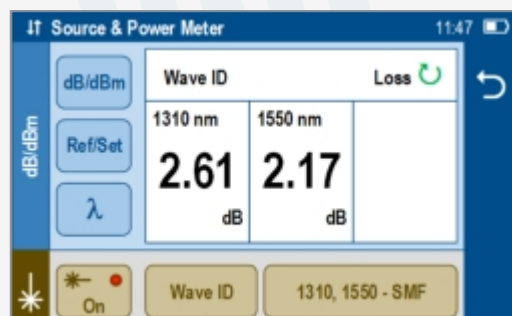 Source & Power Meter 11:47
dB/dBm
dB/dBm
Ref/Set
λ
Wave ID Loss
1310 nm 1550 nm
2.61 2.17
dB dB
On
Wave ID
1310, 1550 - SMF